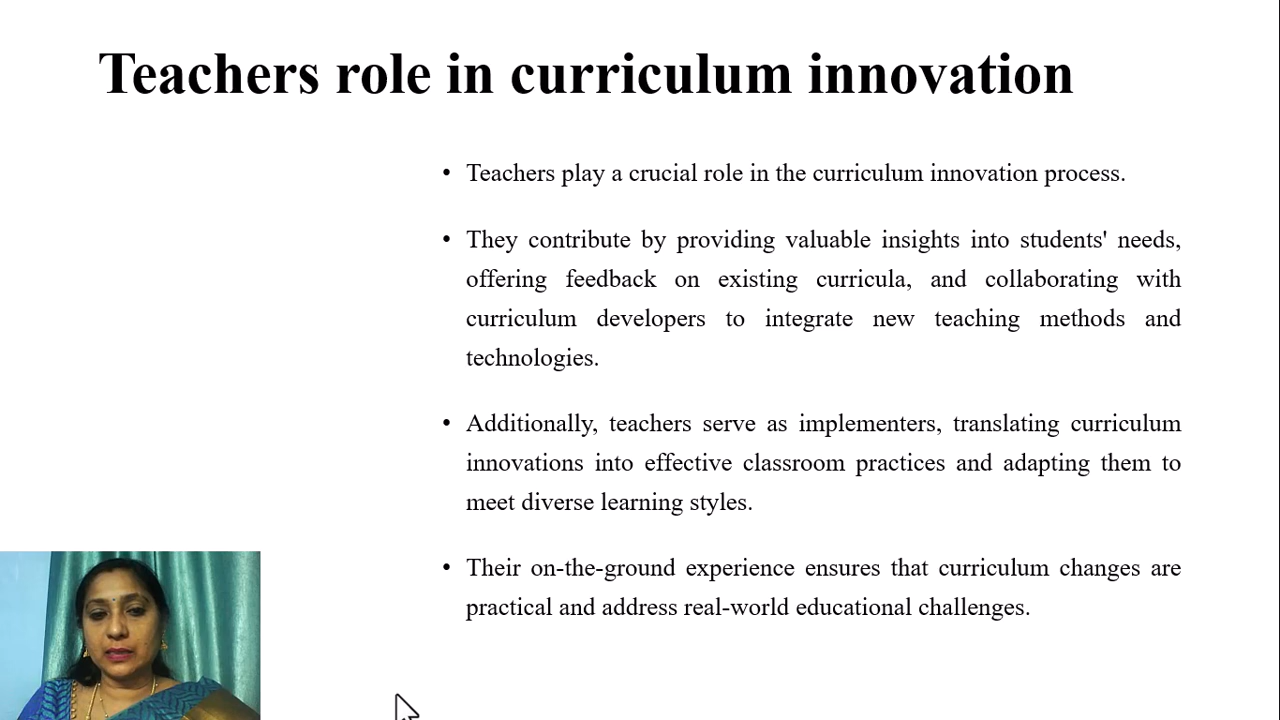 Teachers role in curriculum innovation
• Teachers play a crucial role in the curriculum innovation process.
• They contribute by providing valuable insights into students' needs,
offering feedback on existing curricula, and collaborating with
curriculum developers to integrate new teaching methods and
technologies.
• Additionally, teachers serve as implementers, translating curriculum
innovations into effective classroom practices and adapting them to
meet diverse learning styles.
• Their on-the-ground experience ensures that curriculum changes are
practical and address real-world educational challenges.